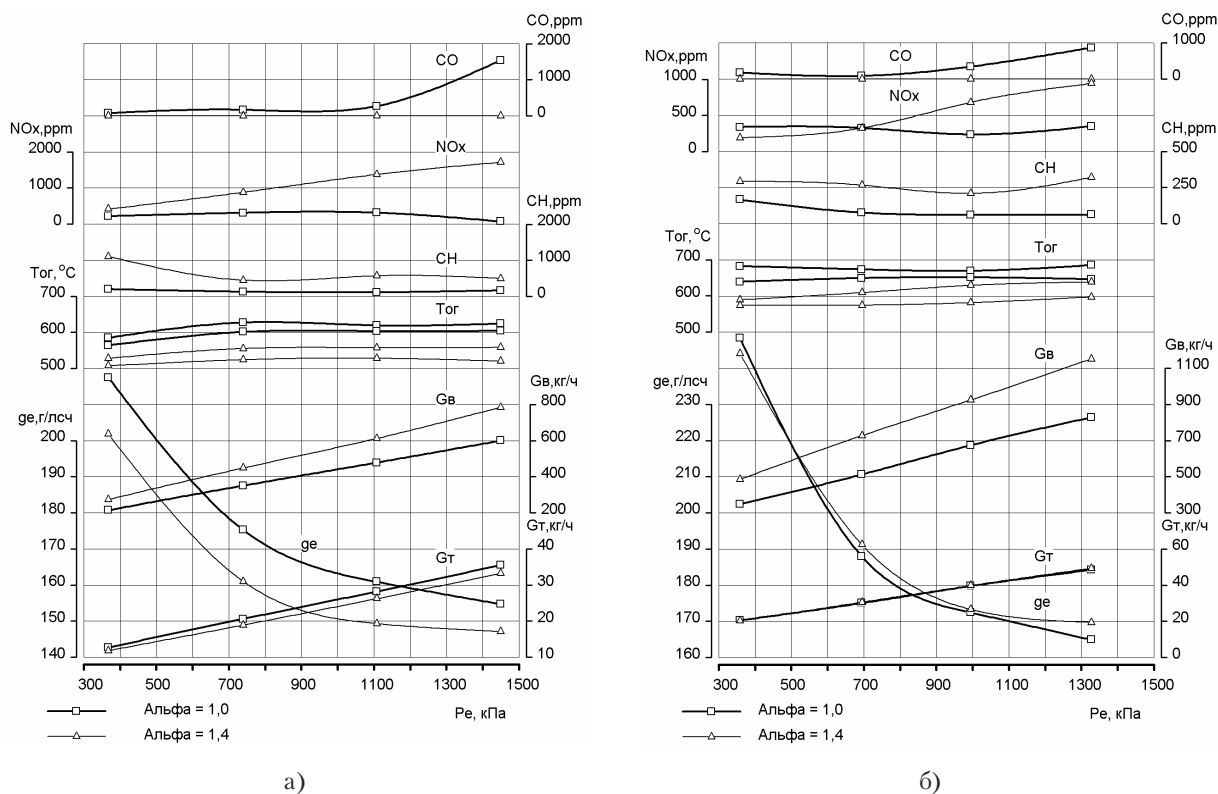 CO,ppm
2000
1000
0
CO
NOx,ppm
2000
1000
0
NOx
CH,ppm
2000
1000
0
CH
Тог, °С
700
600
500
Тог
Gв,кг/ч
800
600
400
200
Gв
ge,г/лсч
200
190
180
170
160
150
140
ge
Gт,кг/ч
40
30
20
10
Gт
300 500 700 900 1100 1300 1500
Альфа = 1,0
Ре, кПа
Альфа = 1,4
а)
CO,ppm
1000
0
CO
NOx,ppm
1000
500
0
NOx
CH,ppm
500
250
0
CH
Тог, °С
700
600
500
Тог
Gв,кг/ч
1100
900
700
500
300
Gв
ge,г/лсч
230
220
210
200
190
180
170
160
Gт,кг/ч
60
40
20
0
Gт
ge
300 500 700 900 1100 1300 1500
Альфа = 1,0
Ре, кПа
Альфа = 1,4
б)